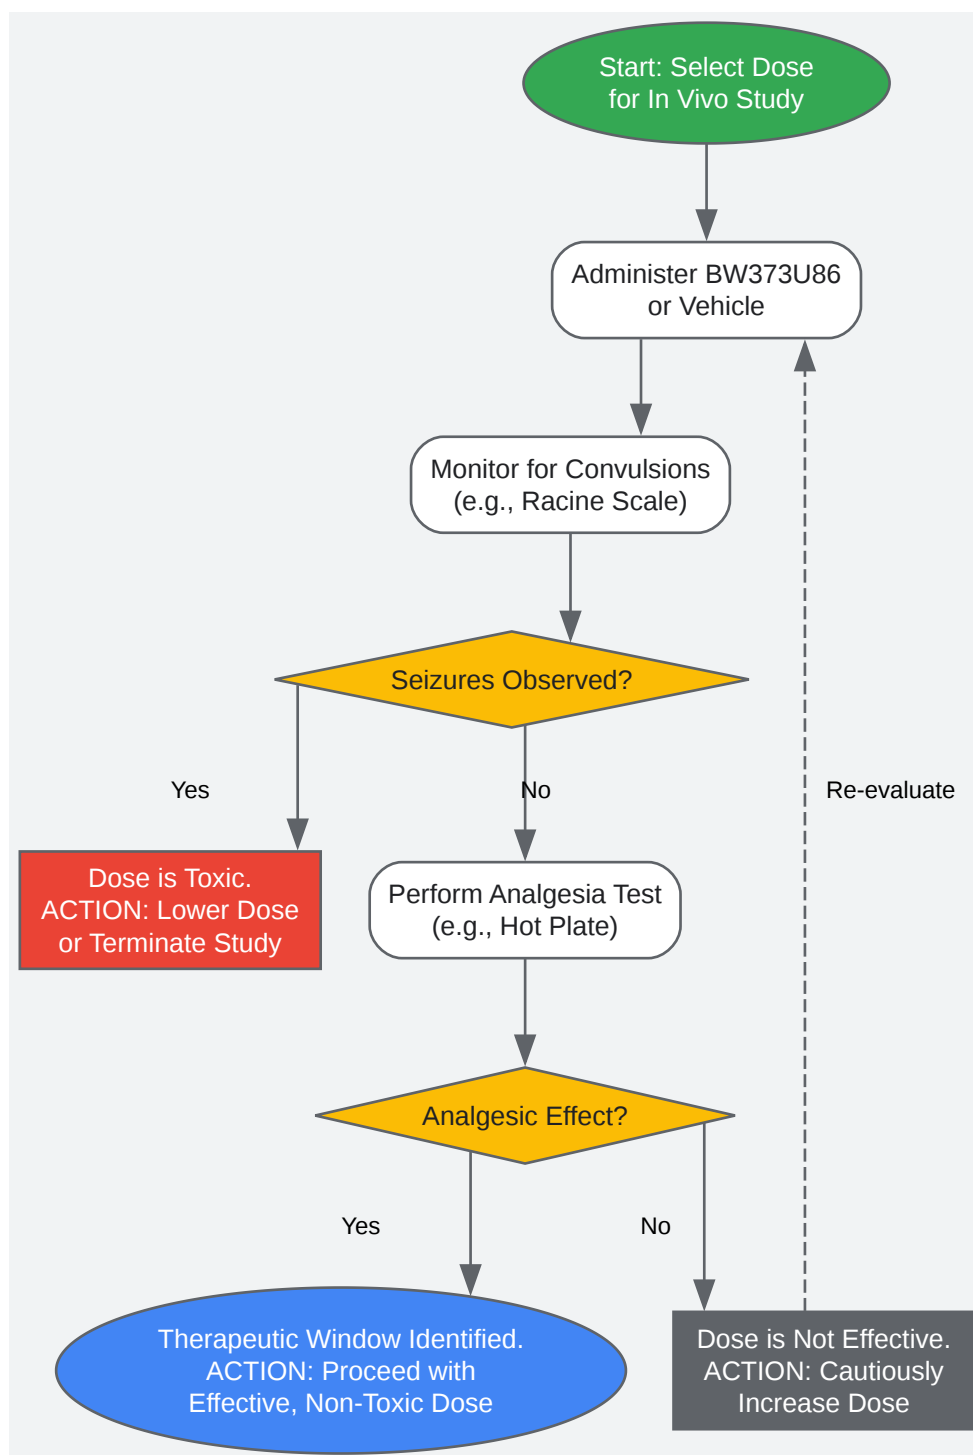 Start: Select Dose
for In Vivo Study
Administer BW373U86
or Vehicle
Monitor for Convulsions
(e.g., Racine Scale)
Seizures Observed?
Yes
No
Re-evaluate
Dose is Toxic.
ACTION: Lower Dose
or Terminate Study
Perform Analgesia Test
(e.g., Hot Plate)
Analgesic Effect?
Yes
No
Therapeutic Window Identified.
ACTION: Proceed with
Effective, Non-Toxic Dose
Dose is Not Effective.
ACTION: Cautiously
Increase Dose